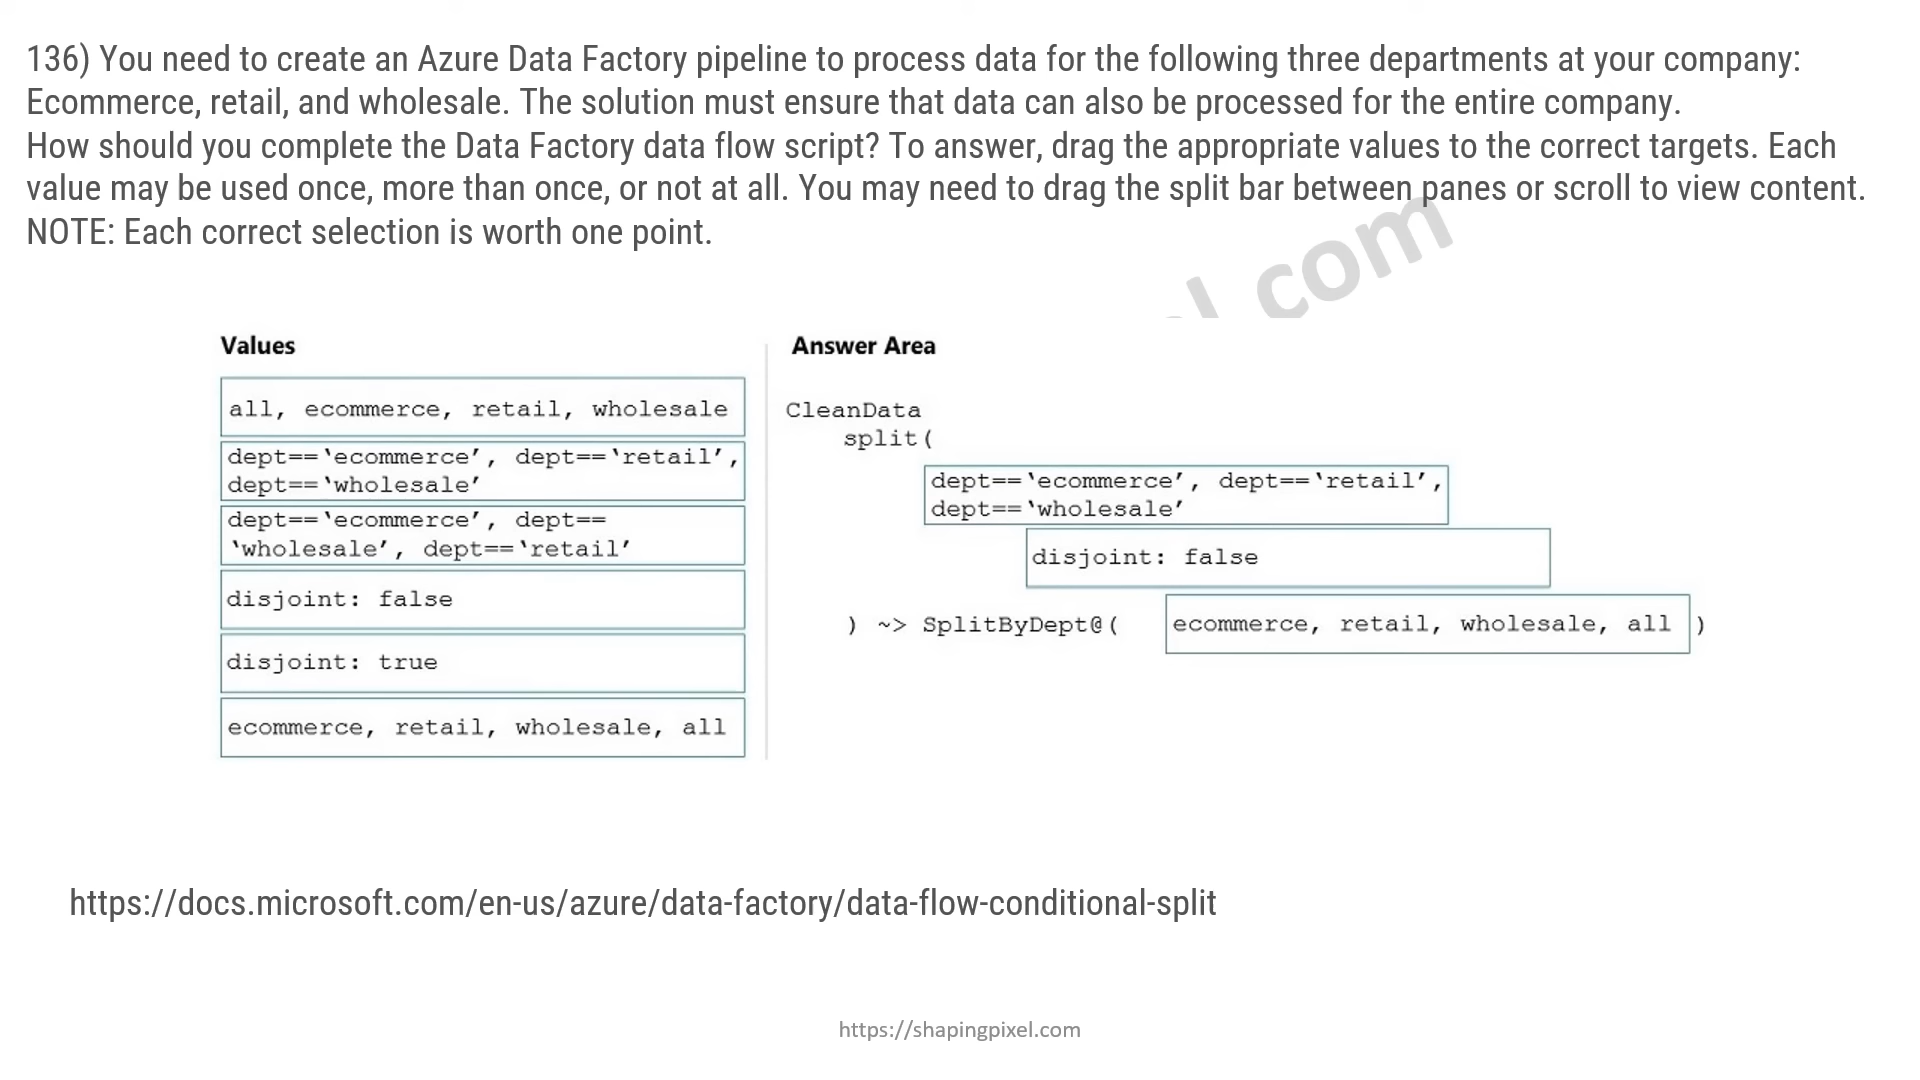 136) You need to create an Azure Data Factory pipeline to process data for the following three departments at your company:
Ecommerce, retail, and wholesale. The solution must ensure that data can also be processed for the entire company.
How should you complete the Data Factory data flow script? To answer, drag the appropriate values to the correct targets. Each
value may be used once, more than once, or not at all. You may need to drag the split bar between panes or scroll to view content.
NOTE: Each correct selection is worth one point.
l.com
Values
all, ecommerce, retail, wholesale
dept==‘ecommerce’, dept==‘retail’,
dept==‘wholesale’
dept==‘ecommerce’, dept==
‘wholesale’, dept==‘retail’
disjoint: false
disjoint: true
ecommerce, retail, wholesale, all
Answer Area
CleanData
split(
dept==‘ecommerce’, dept==‘retail’,
dept==‘wholesale’
disjoint: false
) ~> SplitByDept@( ecommerce, retail, wholesale, all )
https://docs.microsoft.com/en-us/azure/data-factory/data-flow-conditional-split
https://shapingpixel.com